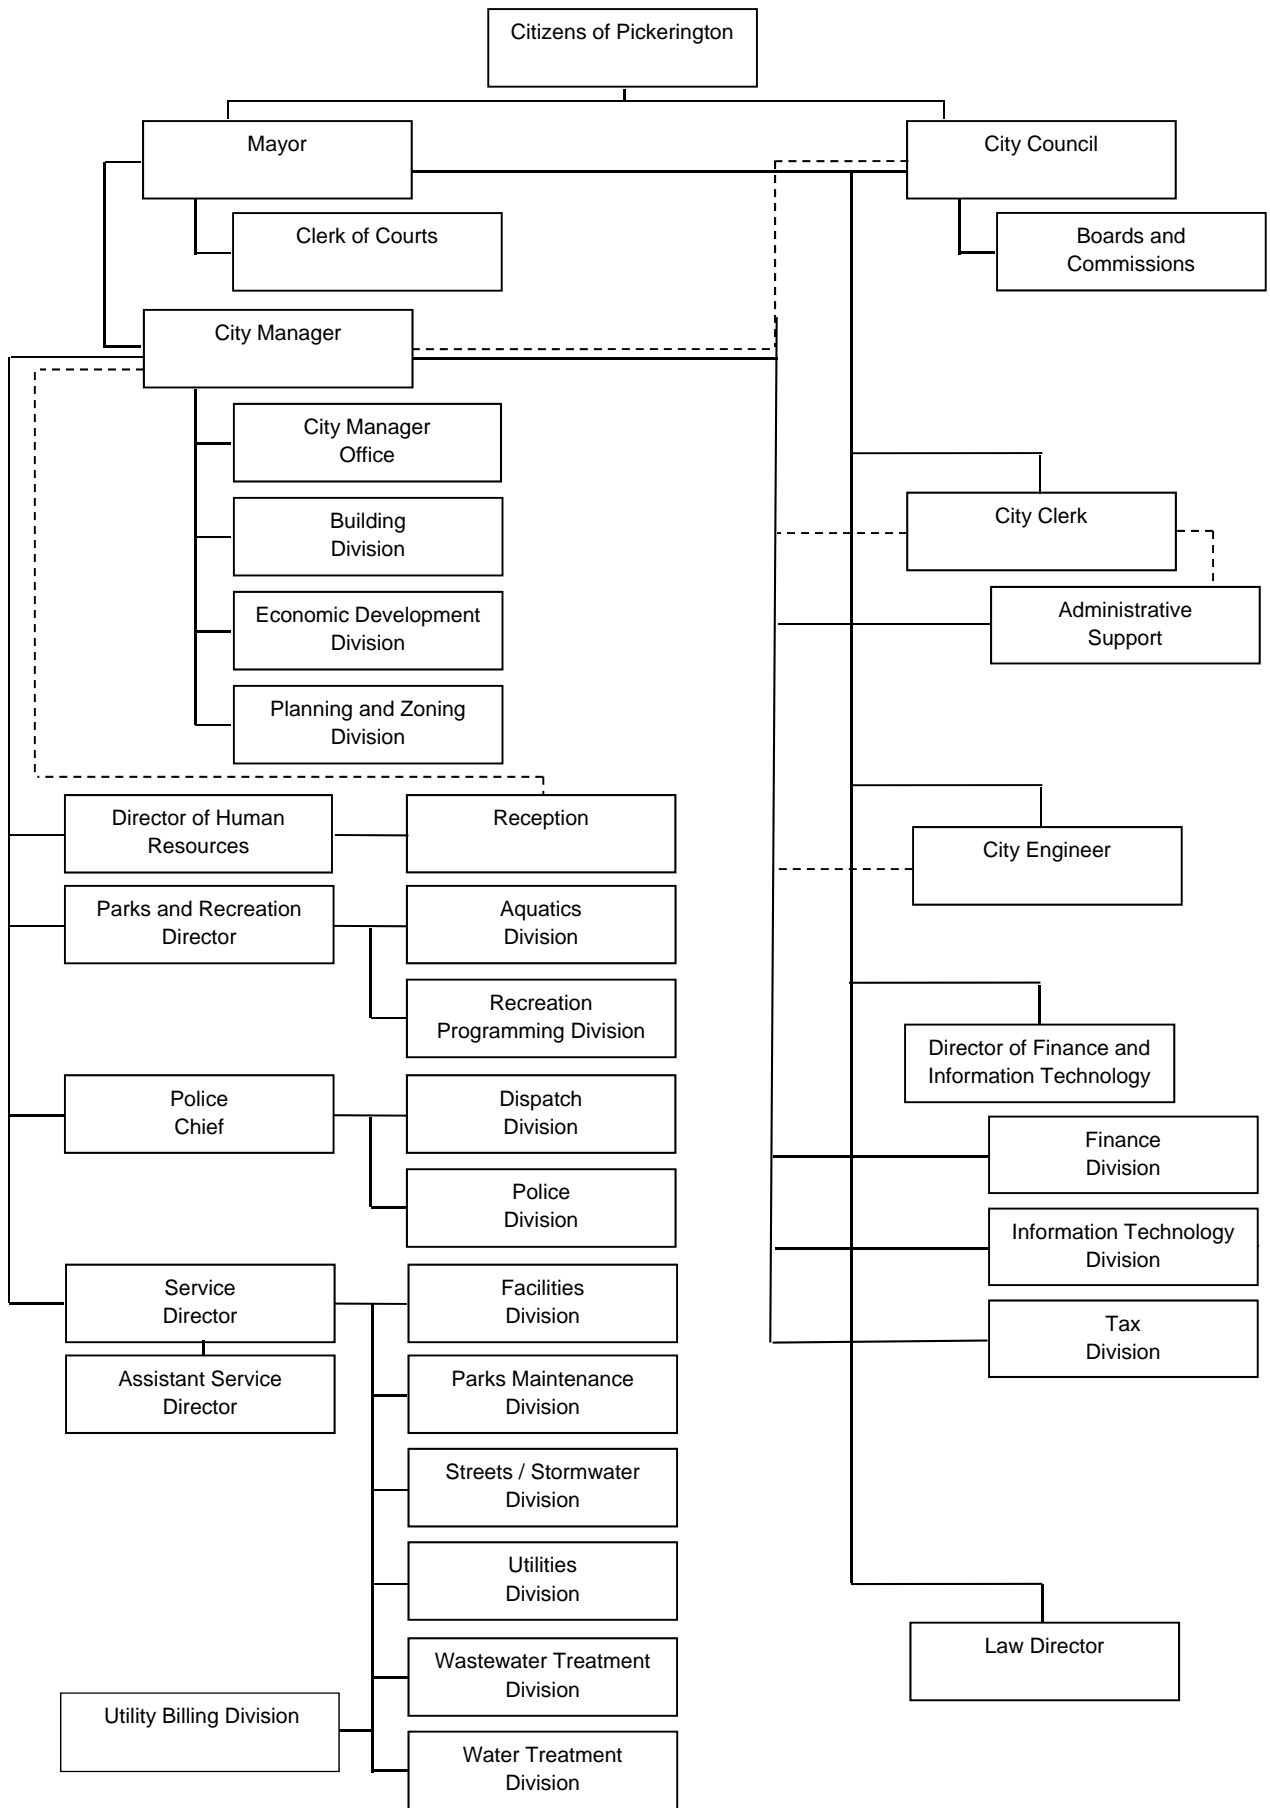 Citizens of Pickerington
Mayor
City Council
Clerk of Courts
Boards and
Commissions
City Manager
City Manager
Office
Building
Division
Economic Development
Division
Planning and Zoning
Division
City Clerk
Administrative
Support
Director of Human
Resources
Reception
City Engineer
Parks and Recreation
Director
Aquatics
Division
Recreation
Programming Division
Director of Finance and
Information Technology
Police
Chief
Dispatch
Division
Finance
Division
Police
Division
Information Technology
Division
Service
Director
Facilities
Division
Tax
Division
Assistant Service
Director
Parks Maintenance
Division
Streets / Stormwater
Division
Utilities
Division
Law Director
Wastewater Treatment
Division
Utility Billing Division
Water Treatment
Division